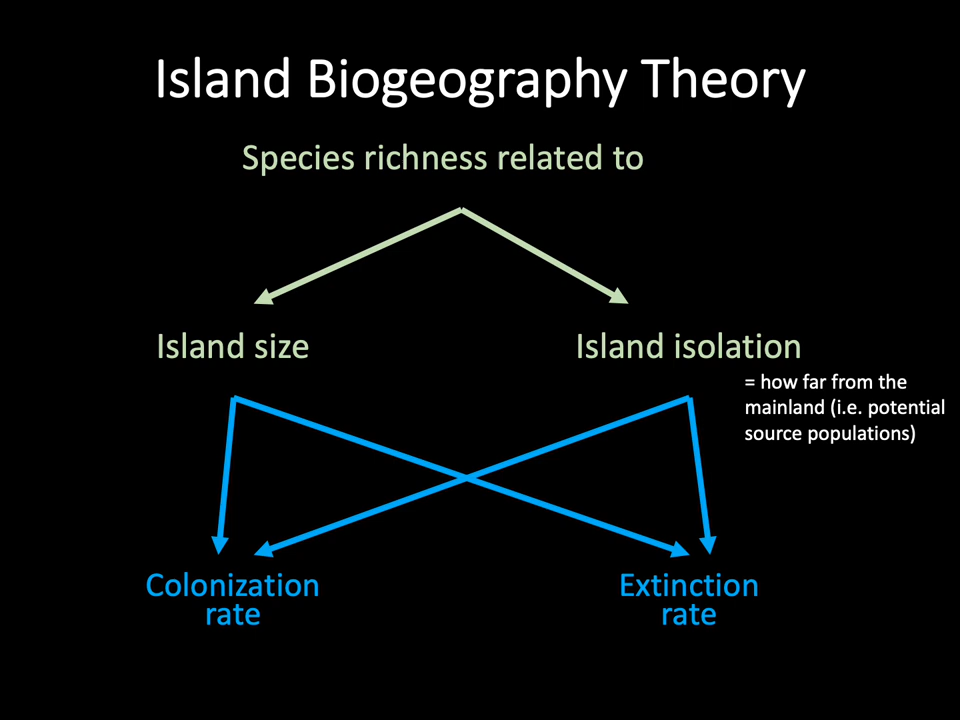 Island Biogeography Theory
Species richness related to
Island size
Island isolation
= how far from the
mainland (i.e. potential
source populations)
Colonization
rate
Extinction
rate